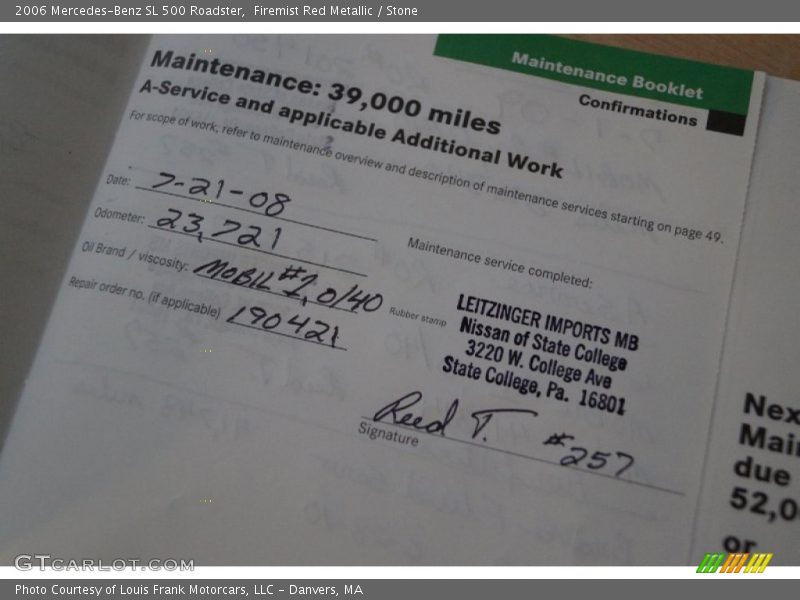 2006 Mercedes-Benz SL 500 Roadster,  Firemist Red Metallic / Stone
Maintenance Booklet
Confirmations
Maintenance: 39,000 miles
A-Service and applicable Additional Work
For scope of work, refer to maintenance overview and description of maintenance services starting on page 49.
Date: 7-21-08
Odometer: 23,721
Oil Brand / viscosity: MOBIL #1, 0/40
Repair order no. (if applicable) 190421
Maintenance service completed:
Rubber stamp
LEITZINGER IMPORTS MB
Nissan of State College
3220 W. College Ave
State College, Pa. 16801
Reed T. #257
Signature
Nex
Main
due
52,0
or
GTCARLOT.COM
Photo Courtesy of Louis Frank Motorcars, LLC – Danvers, MA